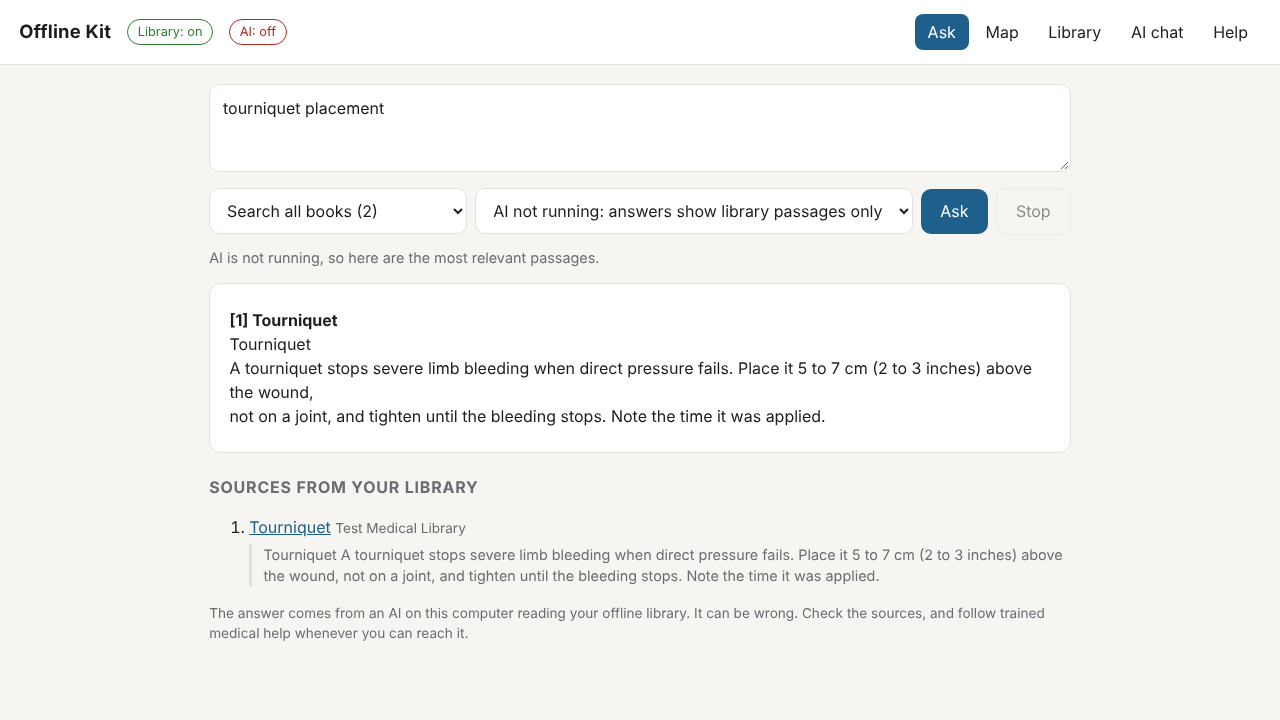 Offline Kit Library: on AI: off Ask Map Library AI chat Help
tourniquet placement
Search all books (2) AI not running: answers show library passages only Ask Stop
AI is not running, so here are the most relevant passages.
[1] Tourniquet
Tourniquet
A tourniquet stops severe limb bleeding when direct pressure fails. Place it 5 to 7 cm (2 to 3 inches) above
the wound,
not on a joint, and tighten until the bleeding stops. Note the time it was applied.
SOURCES FROM YOUR LIBRARY
1. Tourniquet Test Medical Library
Tourniquet A tourniquet stops severe limb bleeding when direct pressure fails. Place it 5 to 7 cm (2 to 3 inches) above
the wound, not on a joint, and tighten until the bleeding stops. Note the time it was applied.
The answer comes from an AI on this computer reading your offline library. It can be wrong. Check the sources, and follow trained
medical help whenever you can reach it.